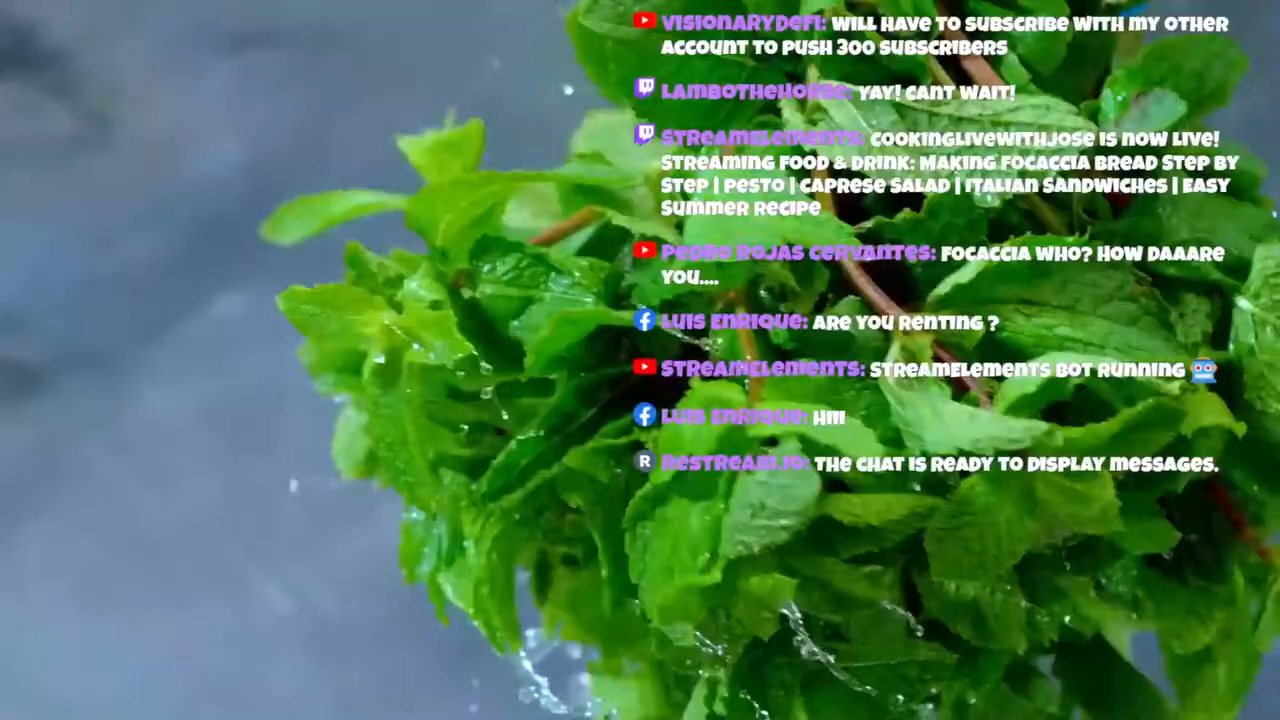 VISIONARYDEFI: WILL HAVE TO SUBSCRIBE WITH MY OTHER
ACCOUNT TO PUSH 300 SUBSCRIBERS
LAMBOTHEHORSE: YAY! CANT WAIT!
STREAMELEMENTS: COOKINGLIVEWITHJOSE IS NOW LIVE!
STREAMING FOOD & DRINK: MAKING FOCACCIA BREAD STEP BY
STEP | PESTO | CAPRESE SALAD | ITALIAN SANDWICHES | EASY
SUMMER RECIPE
PEDRO ROJAS CERVANTES: FOCACCIA WHO? HOW DAAARE
YOU....
LUIS ENRIQUE: ARE YOU RENTING ?
STREAMELEMENTS: STREAMELEMENTS BOT RUNNING
LUIS ENRIQUE: HIII
R RESTREAM.IO: THE CHAT IS READY TO DISPLAY MESSAGES.